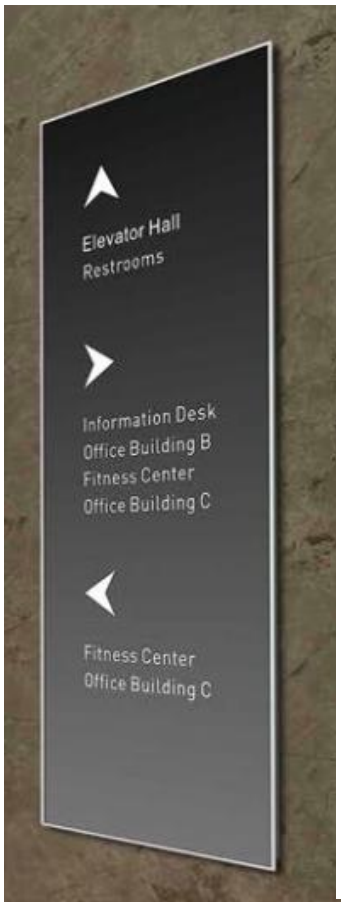 Elevator Hall
Restrooms
Information Desk
Office Building B
Fitness Center
Office Building C
Fitness Center
Office Building C